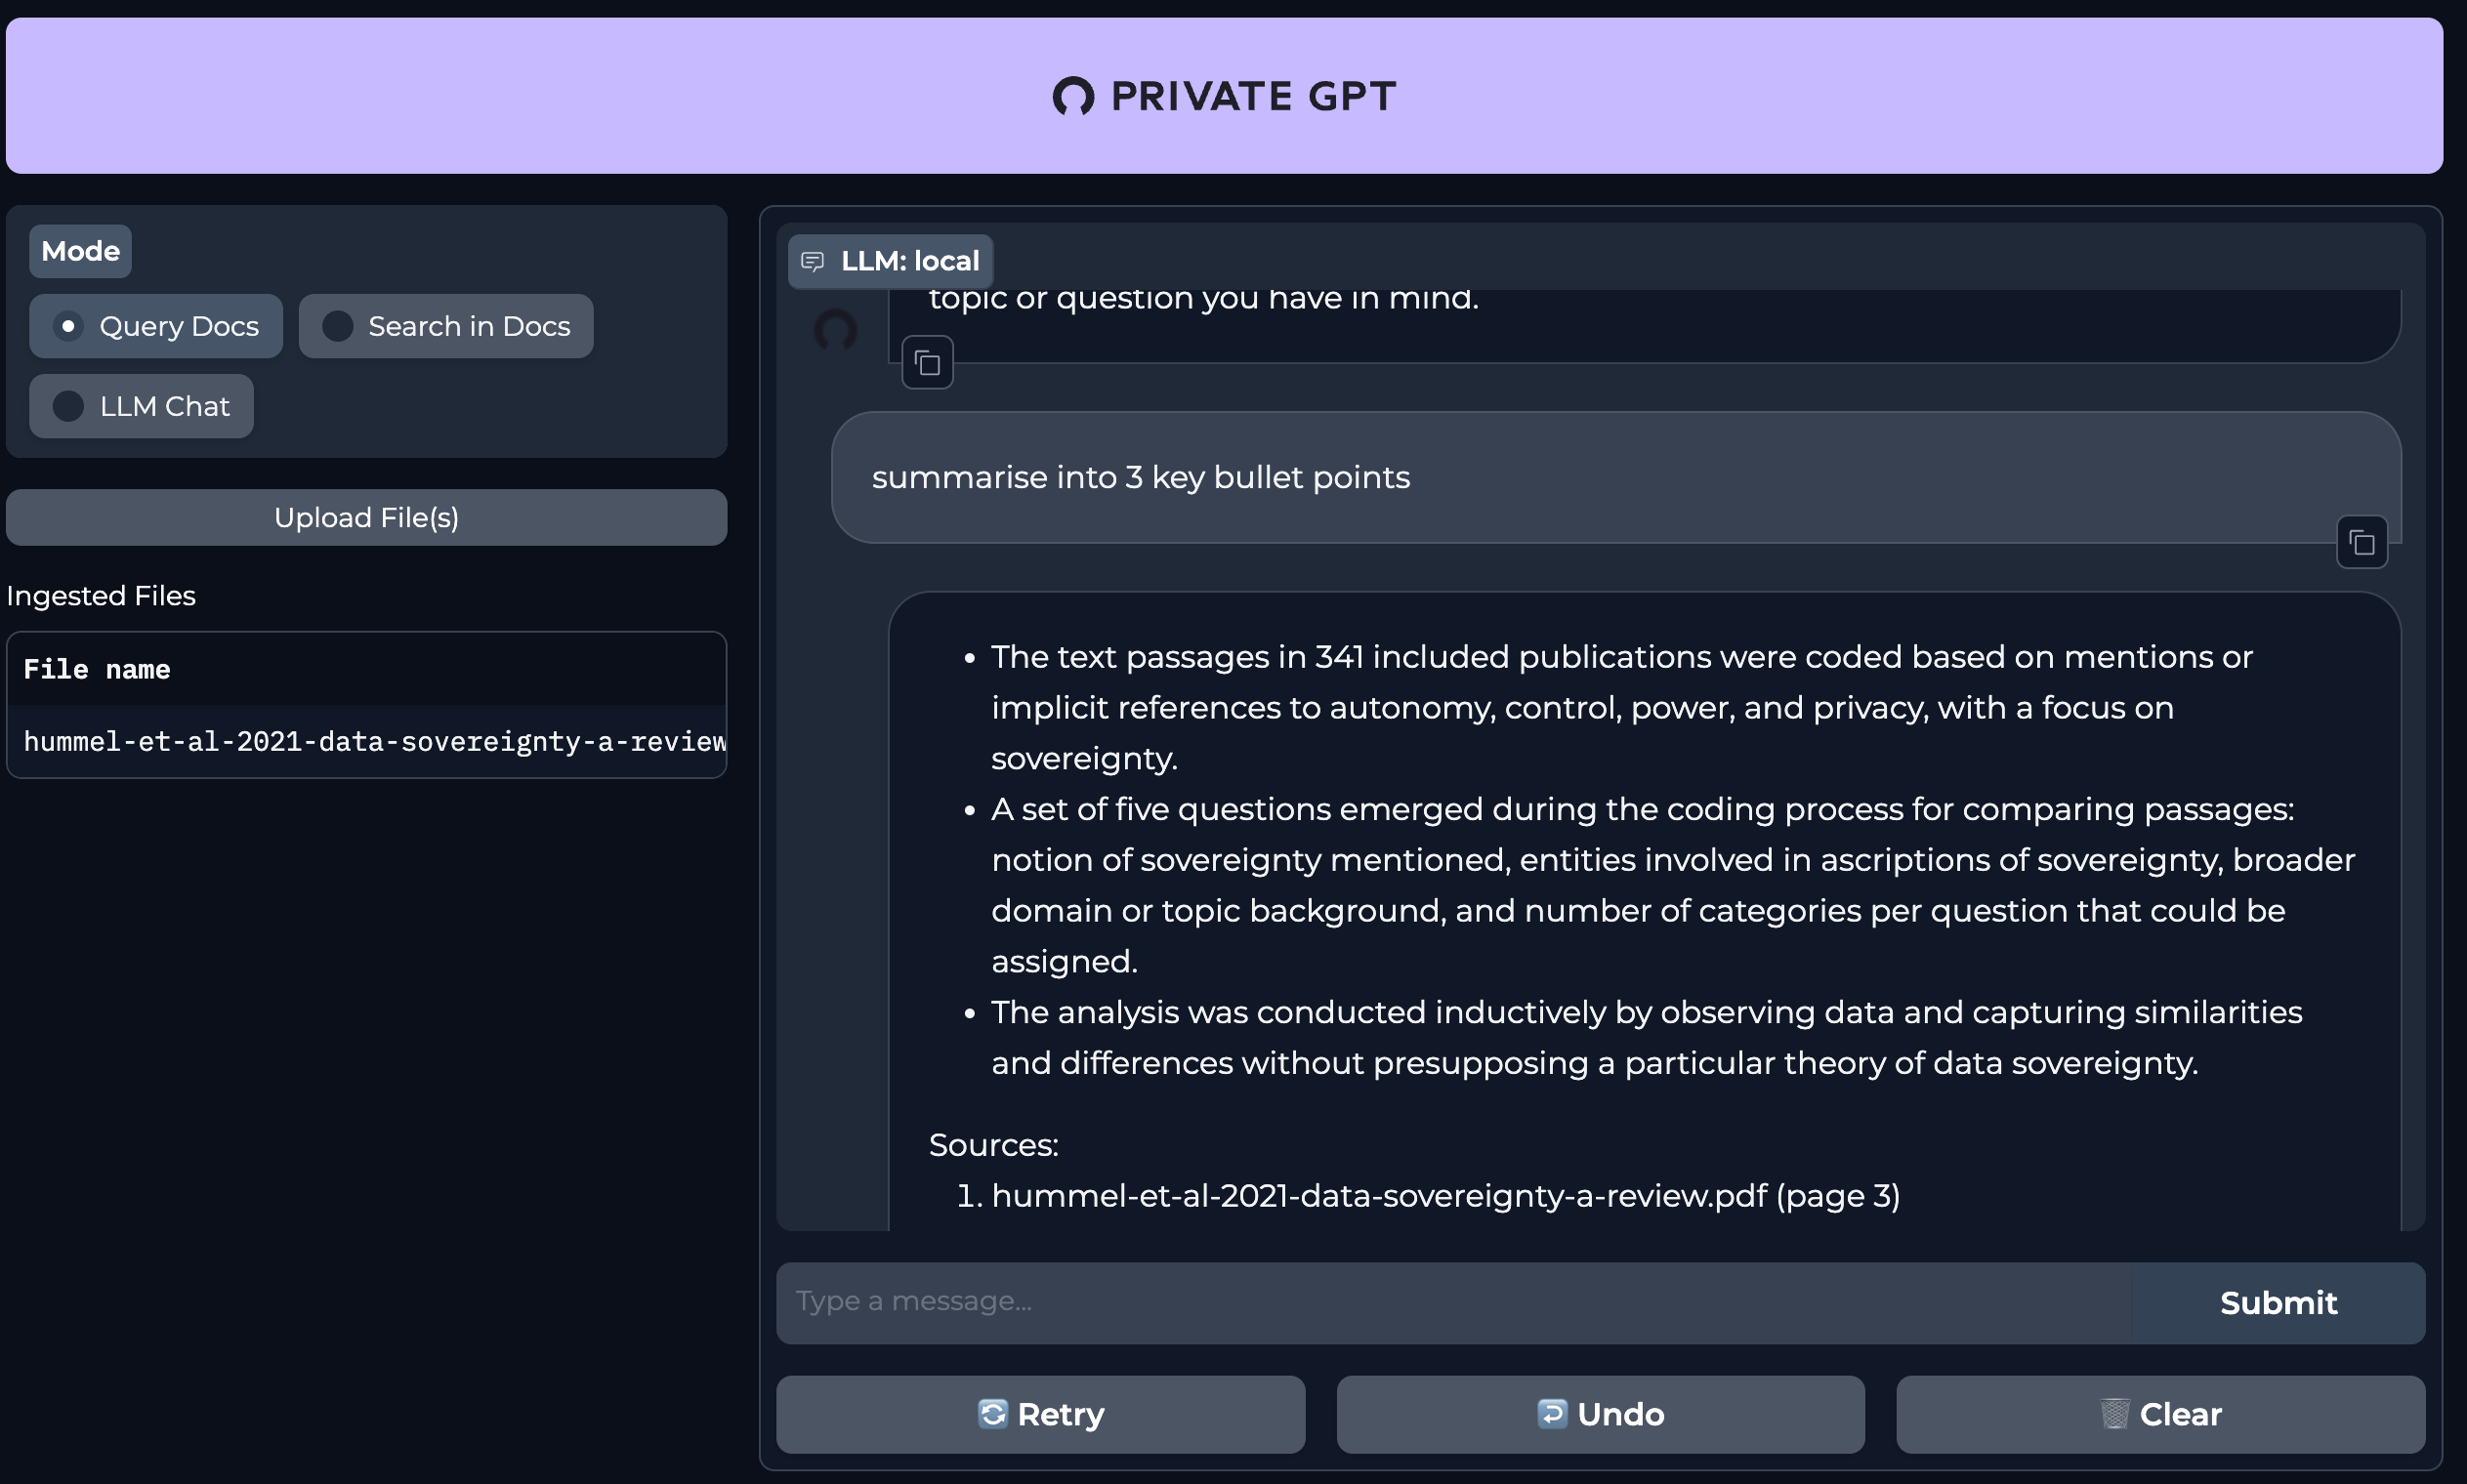 PRIVATE GPT
Mode
Query Docs
Search in Docs
LLM Chat
Upload File(s)
Ingested Files
File name
hummel-et-al-2021-data-sovereignty-a-review
LLM: local
topic or question you have in mind.
summarise into 3 key bullet points
• The text passages in 341 included publications were coded based on mentions or
implicit references to autonomy, control, power, and privacy, with a focus on
sovereignty.
• A set of five questions emerged during the coding process for comparing passages:
notion of sovereignty mentioned, entities involved in ascriptions of sovereignty, broader
domain or topic background, and number of categories per question that could be
assigned.
• The analysis was conducted inductively by observing data and capturing similarities
and differences without presupposing a particular theory of data sovereignty.
Sources:
1. hummel-et-al-2021-data-sovereignty-a-review.pdf (page 3)
Type a message...
Submit
Retry
Undo
Clear